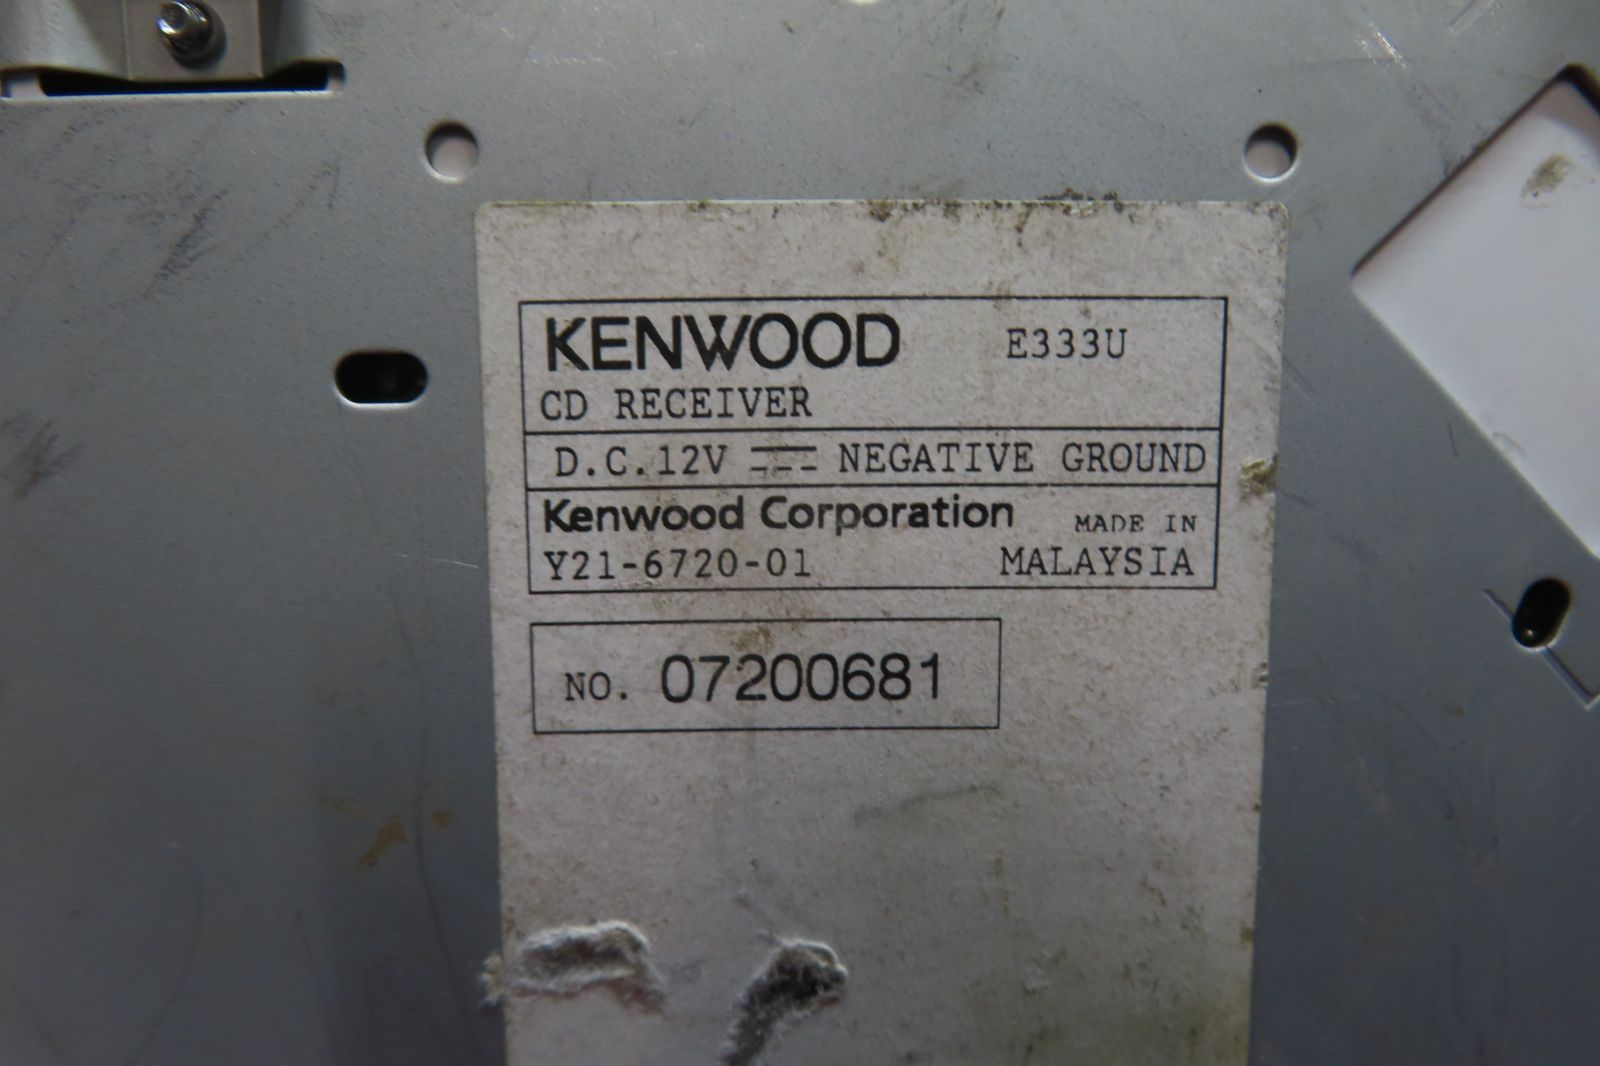 KENWOOD E333U
CD RECEIVER
D.C.12V NEGATIVE GROUND
Kenwood Corporation MADE IN
Y21-6720-01 MALAYSIA
NO. 07200681